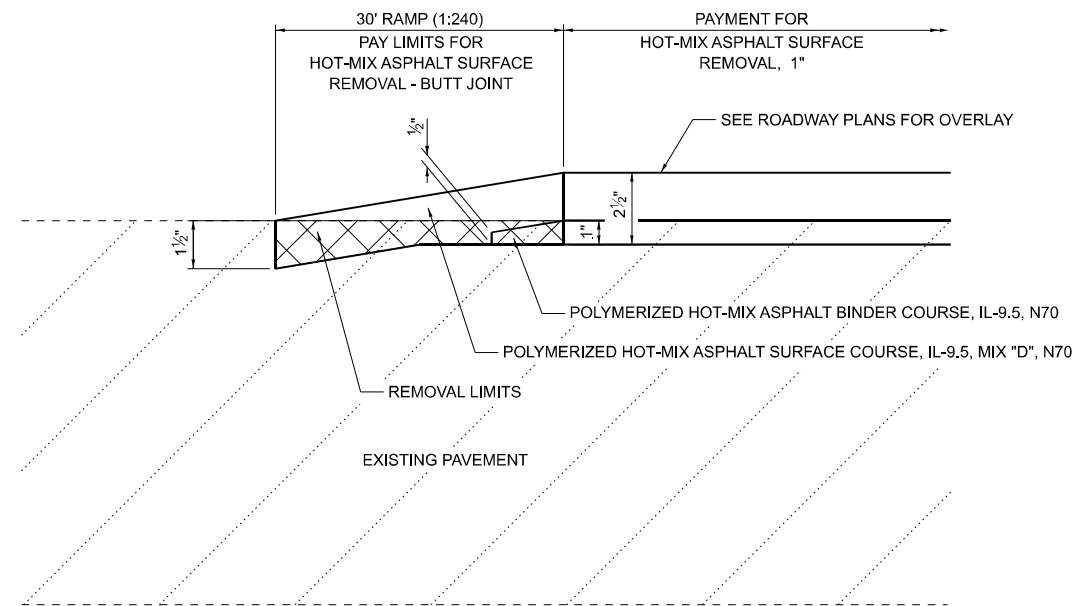 30' RAMP (1:240)
PAY LIMITS FOR
HOT-MIX ASPHALT SURFACE
REMOVAL - BUTT JOINT
PAYMENT FOR
HOT-MIX ASPHALT SURFACE
REMOVAL, 1"
½"
SEE ROADWAY PLANS FOR OVERLAY
1½"
1"
2½"
POLYMERIZED HOT-MIX ASPHALT BINDER COURSE, IL-9.5, N70
POLYMERIZED HOT-MIX ASPHALT SURFACE COURSE, IL-9.5, MIX "D", N70
REMOVAL LIMITS
EXISTING PAVEMENT